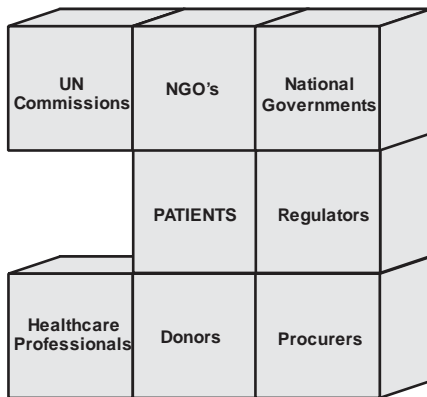 UN
Commissions
NGO's
National
Governments
PATIENTS
Regulators
Healthcare
Professionals
Donors
Procurers